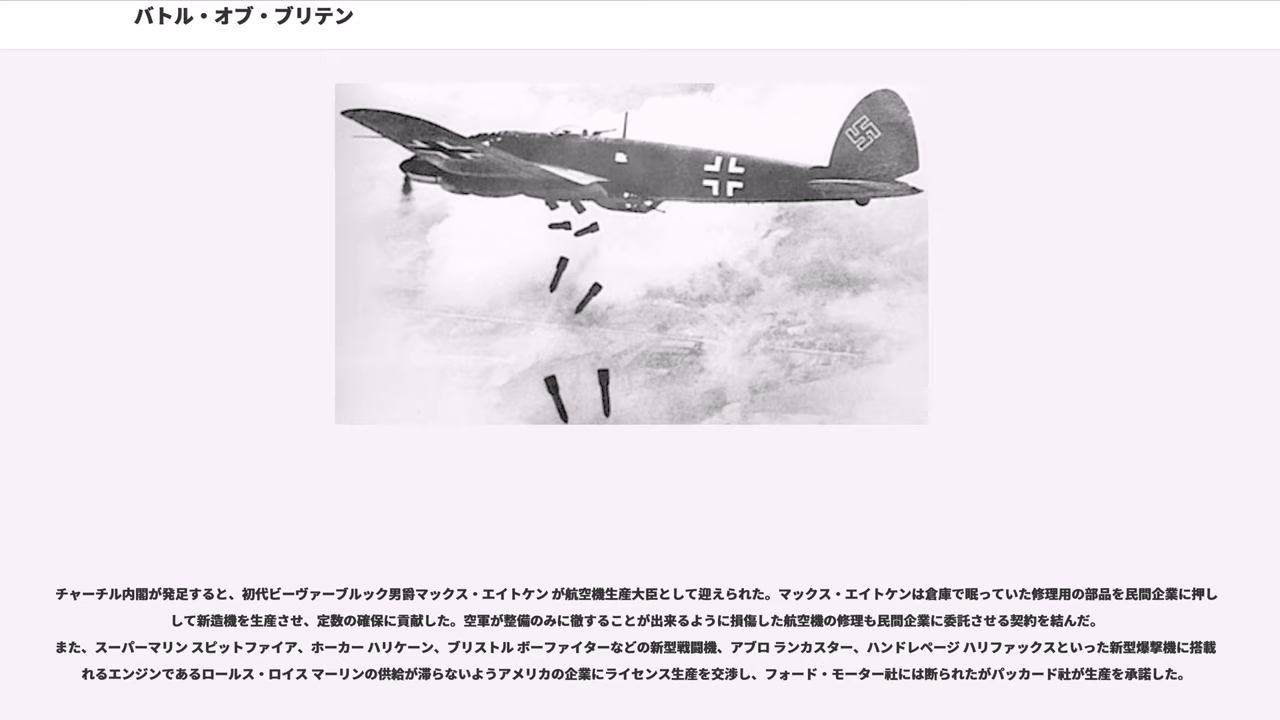 バトル・オブ・ブリテン
チャーチル内閣が発足すると、初代ビーヴァーブルック男爵マックス・エイトケン が航空機生産大臣として迎えられた。マックス・エイトケンは倉庫で眠っていた修理用の部品を民間企業に押し
して新造機を生産させ、定数の確保に貢献した。空軍が整備のみに徹することが出来るように損傷した航空機の修理も民間企業に委託させる契約を結んだ。
また、スーパーマリン スピットファイア、ホーカー ハリケーン、ブリストル ボーファイターなどの新型戦闘機、アブロ ランカスター、ハンドレページ ハリファックスといった新型爆撃機に搭載
れるエンジンであるロールス・ロイス マーリンの供給が滞らないようアメリカの企業にライセンス生産を交渉し、フォード・モーター社には断られたがパッカード社が生産を承諾した。